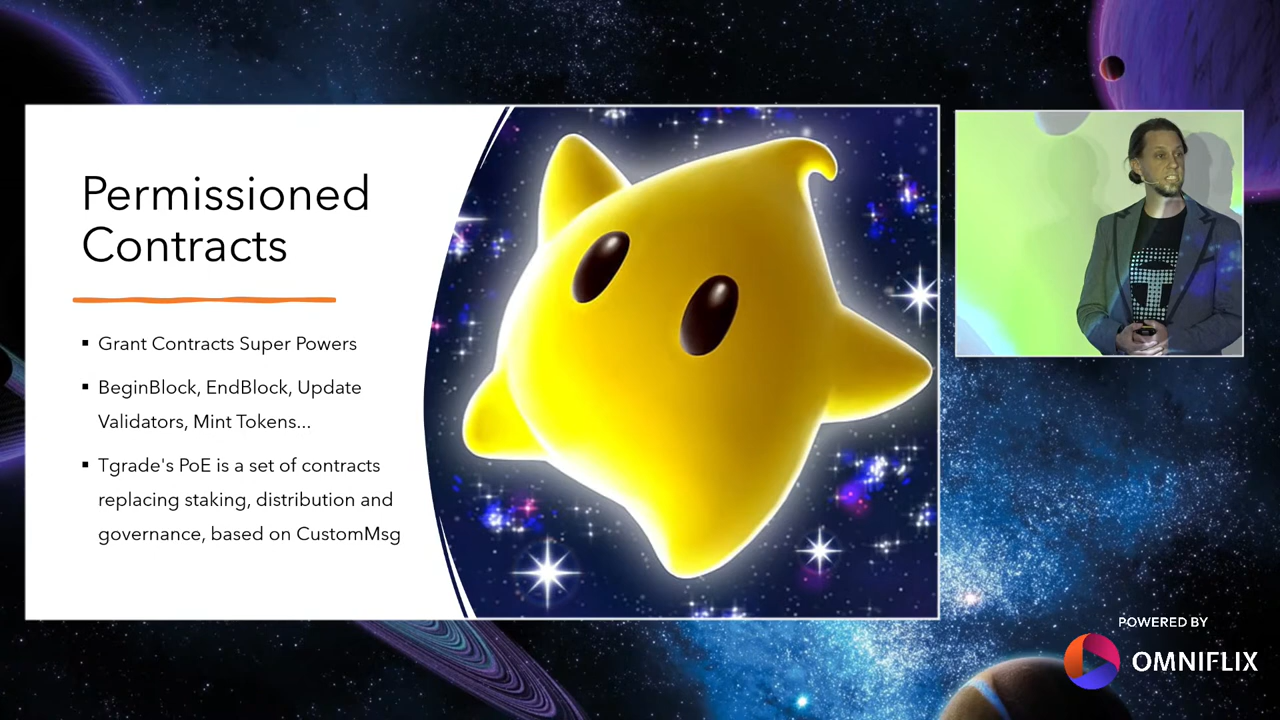 Permissioned
Contracts
▪ Grant Contracts Super Powers
▪ BeginBlock, EndBlock, Update
Validators, Mint Tokens...
▪ Tgrade's PoE is a set of contracts
replacing staking, distribution and
governance, based on CustomMsg
POWERED BY
OMNIFLIX